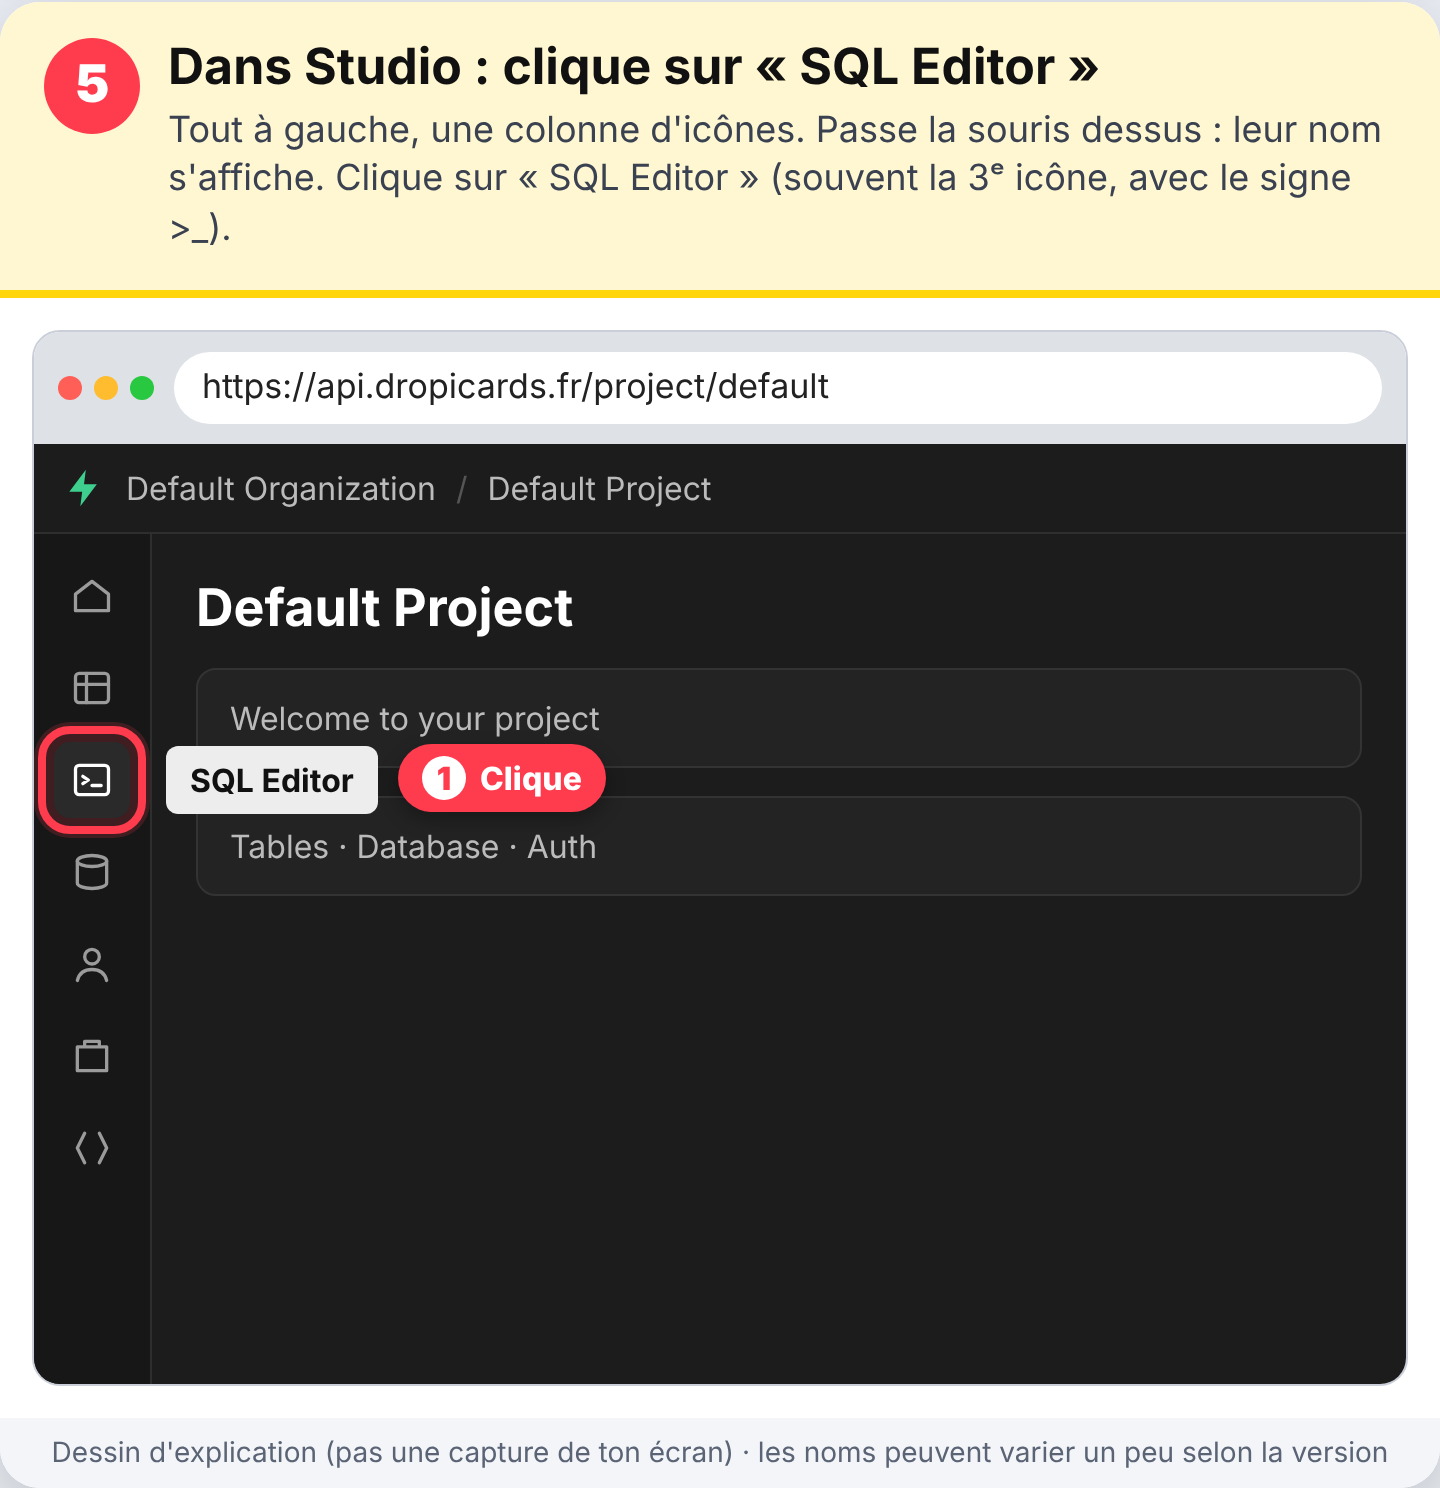 5
Dans Studio : clique sur « SQL Editor »
Tout à gauche, une colonne d'icônes. Passe la souris dessus : leur nom
s'affiche. Clique sur « SQL Editor » (souvent la 3ᵉ icône, avec le signe
>_).
https://api.dropicards.fr/project/default
Default Organization / Default Project
Default Project
Welcome to your project
SQL Editor
1 Clique
Tables · Database · Auth
Dessin d'explication (pas une capture de ton écran) · les noms peuvent varier un peu selon la version